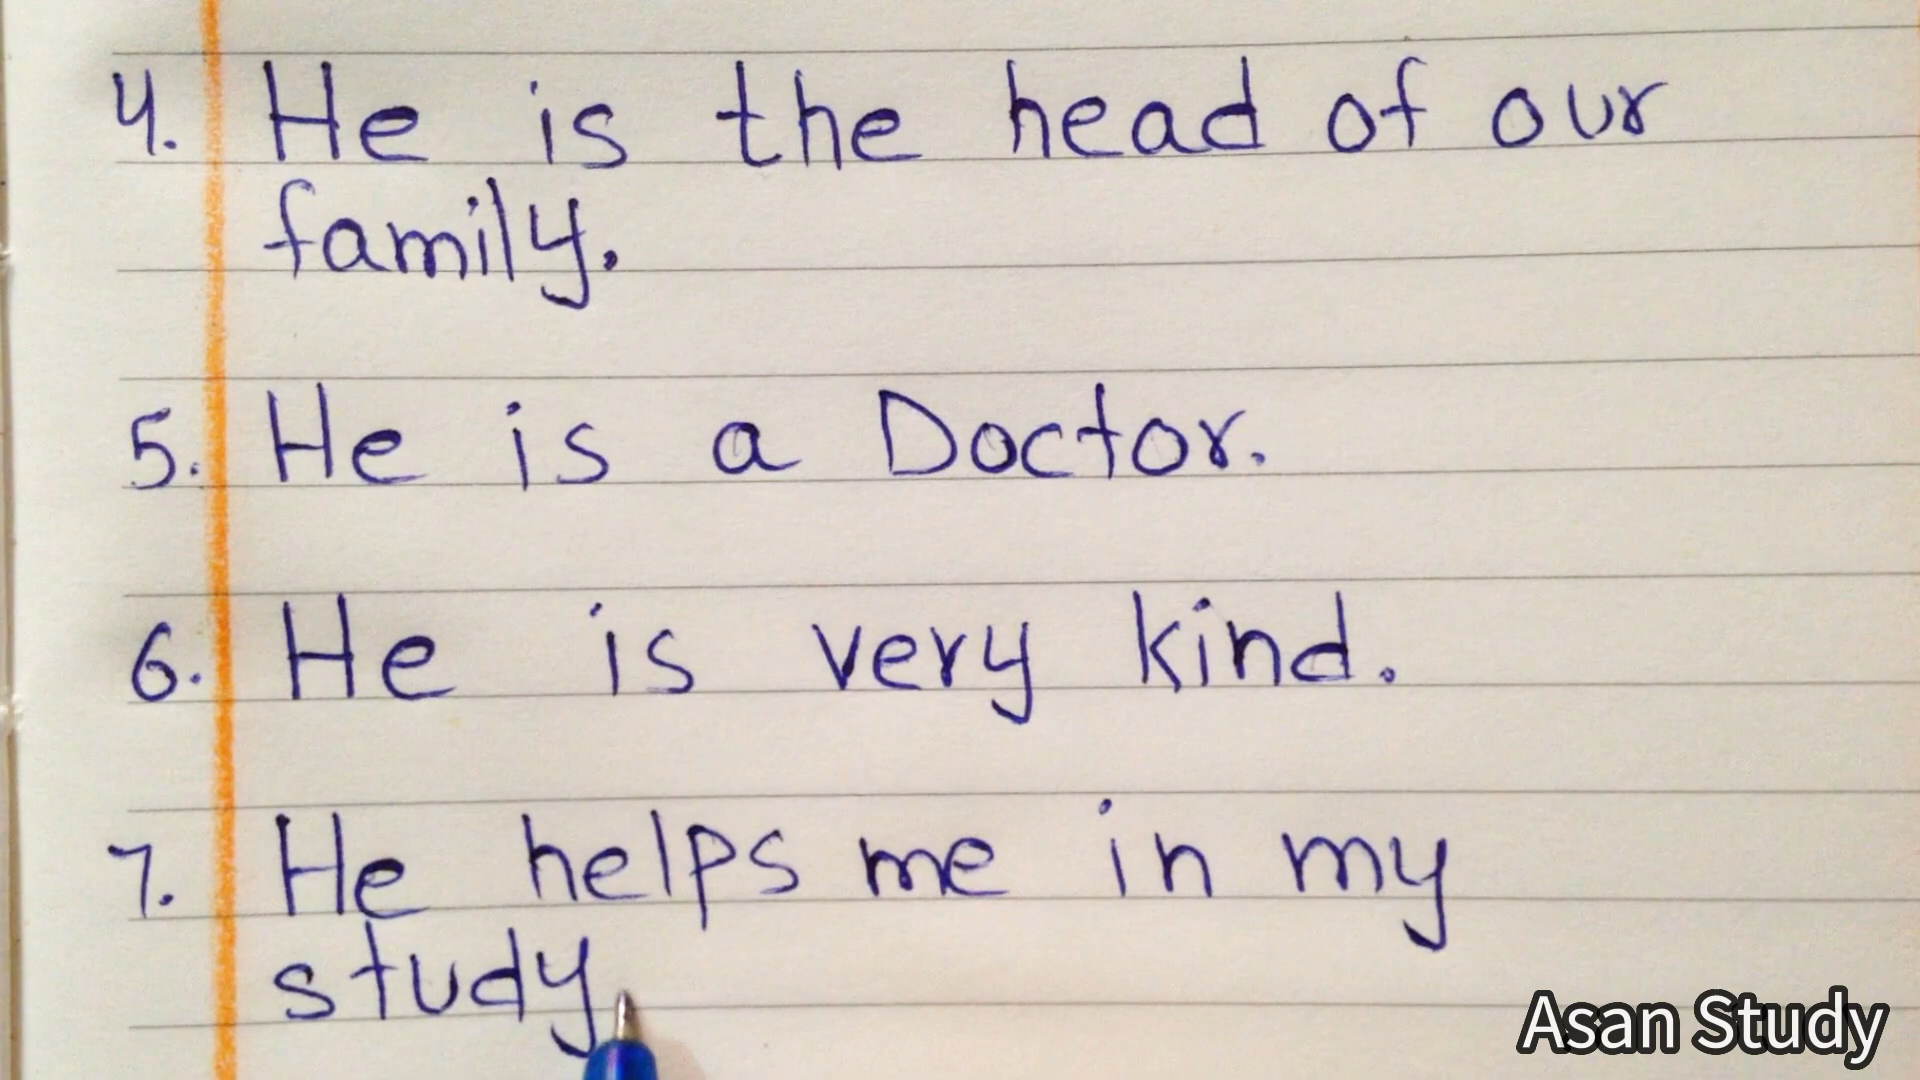 4. He is the head of our
family.
5. He is a Doctor.
6. He is very kind.
7. He helps me in my
study.
Asan Study